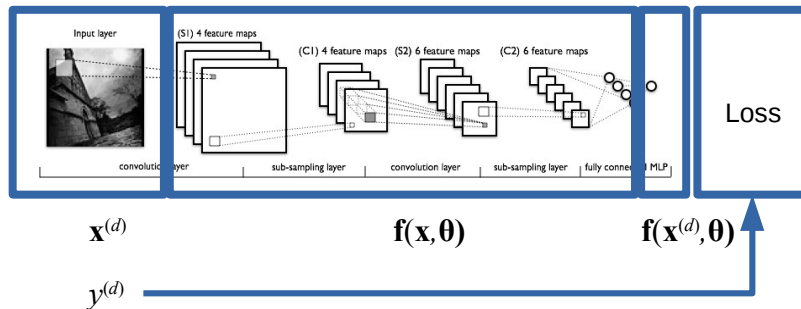 Input layer
(S1) 4 feature maps
(C1) 4 feature maps
(S2) 6 feature maps
(C2) 6 feature maps
convolution layer
sub-sampling layer
convolution layer
sub-sampling layer
fully connected MLP
Loss
x^(d)
f(x,θ)
f(x^(d),θ)
y^(d)